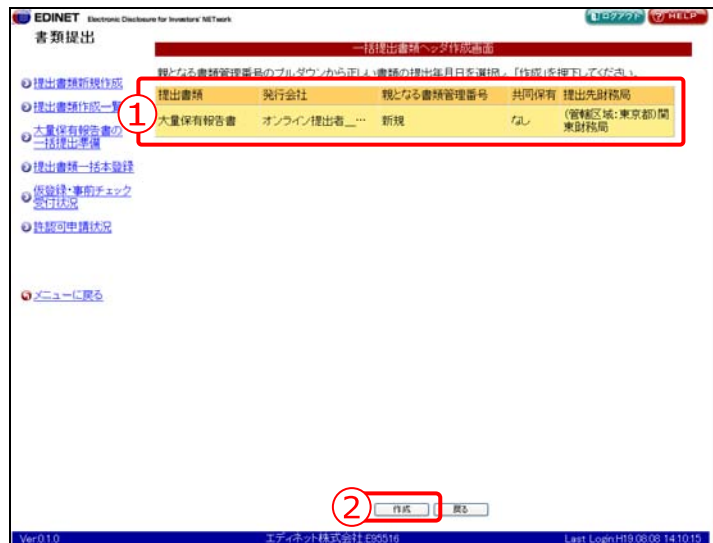 EDINET Electronic Disclosure for Investors' NETwork
ログアウト HELP
書類提出
一括提出書類ヘッダ作成画面
親となる書類管理番号のプルダウンから正しい書類の提出年月日を選択し、「作成」を押下してください。
提出書類新規作成
提出書類作成一覧
大量保有報告書の
一括提出準備
提出書類一括本登録
仮登録・事前チェック
受付状況
許認可申請状況
メニューに戻る
①
提出書類 発行会社 親となる書類管理番号 共同保有 提出先財務局
大量保有報告書 オンライン提出者__… 新規 なし (管轄区域:東京都)関
東財務局
②
作成 戻る
Ver.0.1.0 エディネット株式会社:E95516 Last Login:H19.08.08 14:10:15